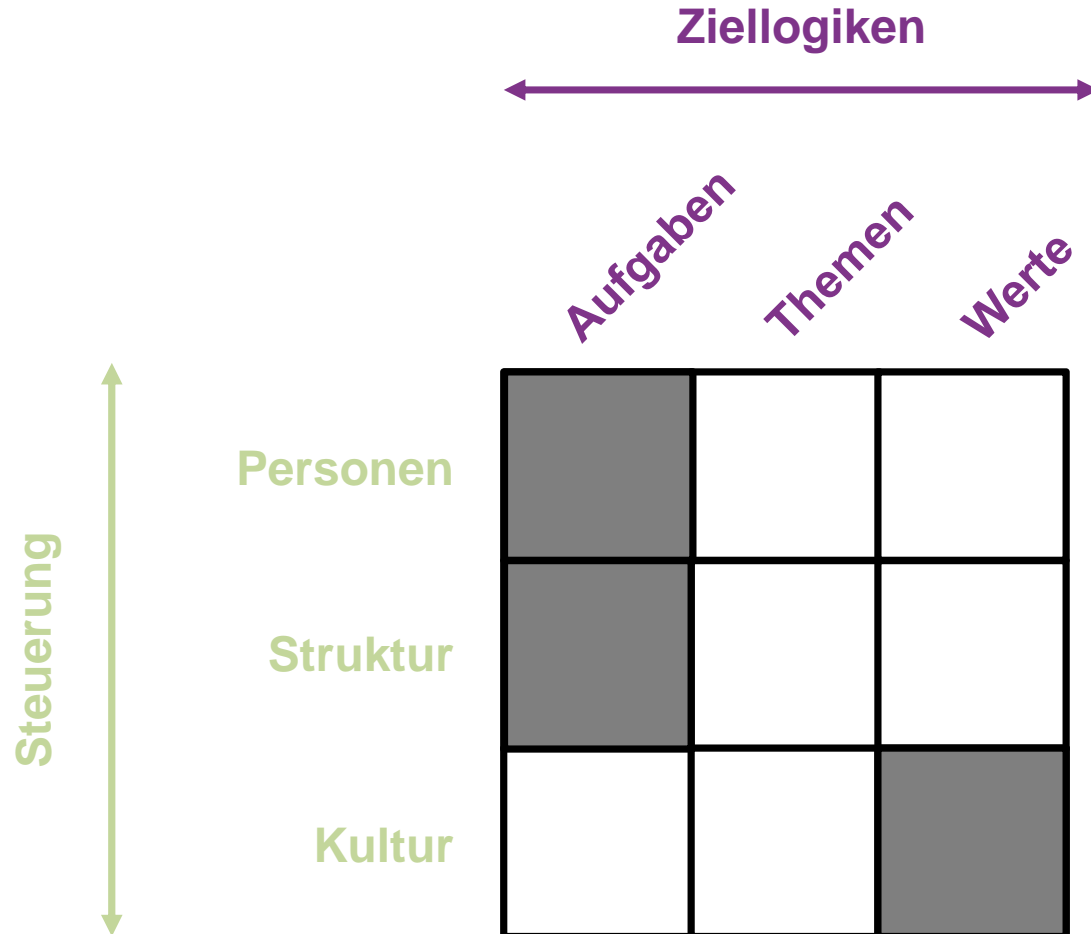 Ziellogiken
Aufgaben
Themen
Werte
Steuerung
Personen
Struktur
Kultur